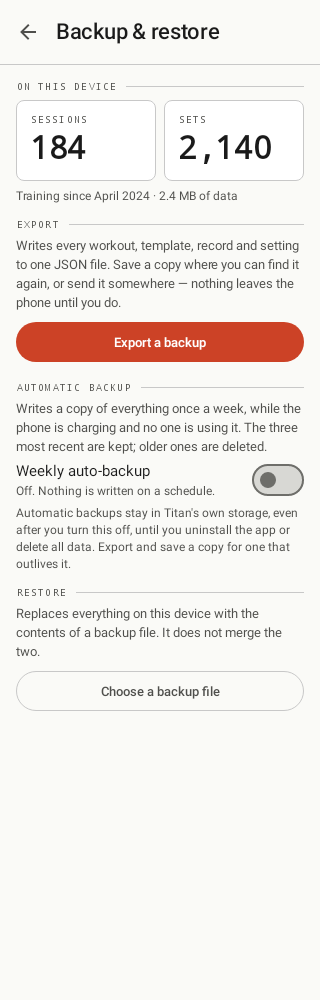 Backup & restore
ON THIS DEVICE
SESSIONS
184
SETS
2,140
Training since April 2024 · 2.4 MB of data
EXPORT
Writes every workout, template, record and setting
to one JSON file. Save a copy where you can find it
again, or send it somewhere — nothing leaves the
phone until you do.
Export a backup
AUTOMATIC BACKUP
Writes a copy of everything once a week, while the
phone is charging and no one is using it. The three
most recent are kept; older ones are deleted.
Weekly auto-backup
Off. Nothing is written on a schedule.
Automatic backups stay in Titan's own storage, even
after you turn this off, until you uninstall the app or
delete all data. Export and save a copy for one that
outlives it.
RESTORE
Replaces everything on this device with the
contents of a backup file. It does not merge the
two.
Choose a backup file